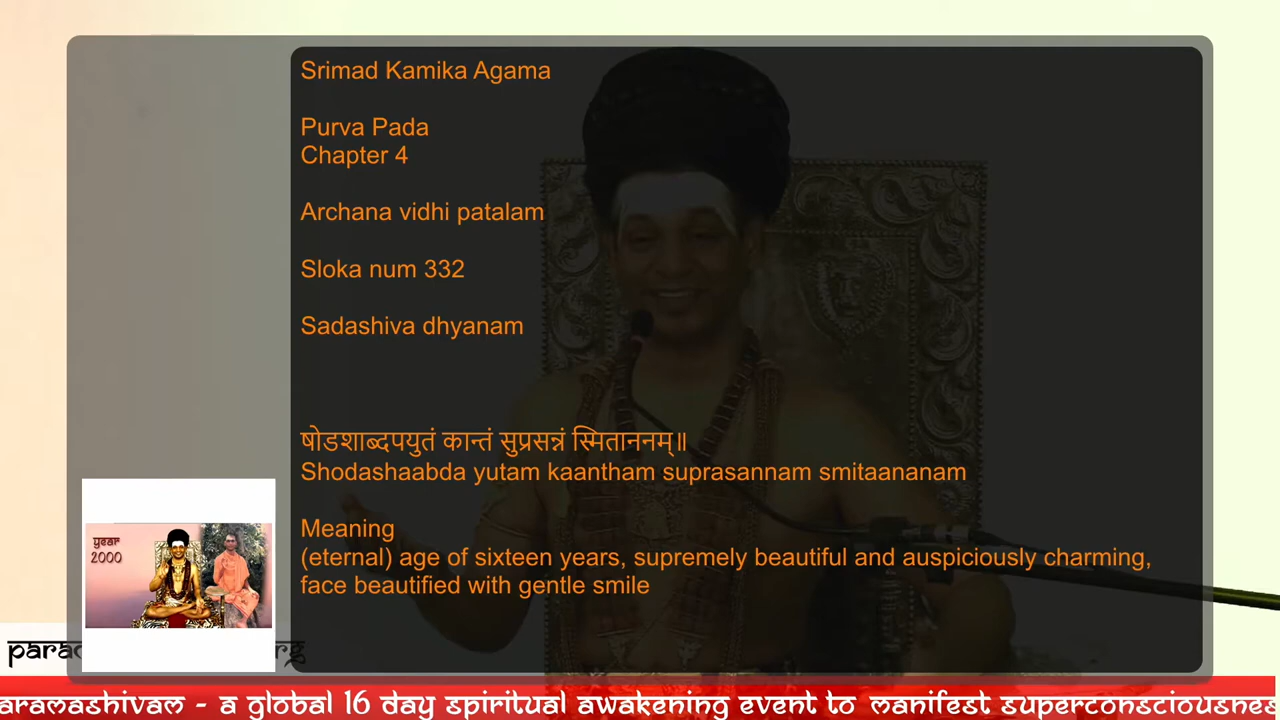 Srimad Kamika Agama
Purva Pada
Chapter 4
Archana vidhi patalam
Sloka num 332
Sadashiva dhyanam
षोडशाब्दपयुतं कान्तं सुप्रसन्नं स्मिताननम्॥
Shodashaabda yutam kaantham suprasannam smitaananam
Meaning
(eternal) age of sixteen years, supremely beautiful and auspiciously charming,
face beautified with gentle smile
year
2000
aramashivam - a global 16 day spiritual awakening event to manifest superconsciousnes